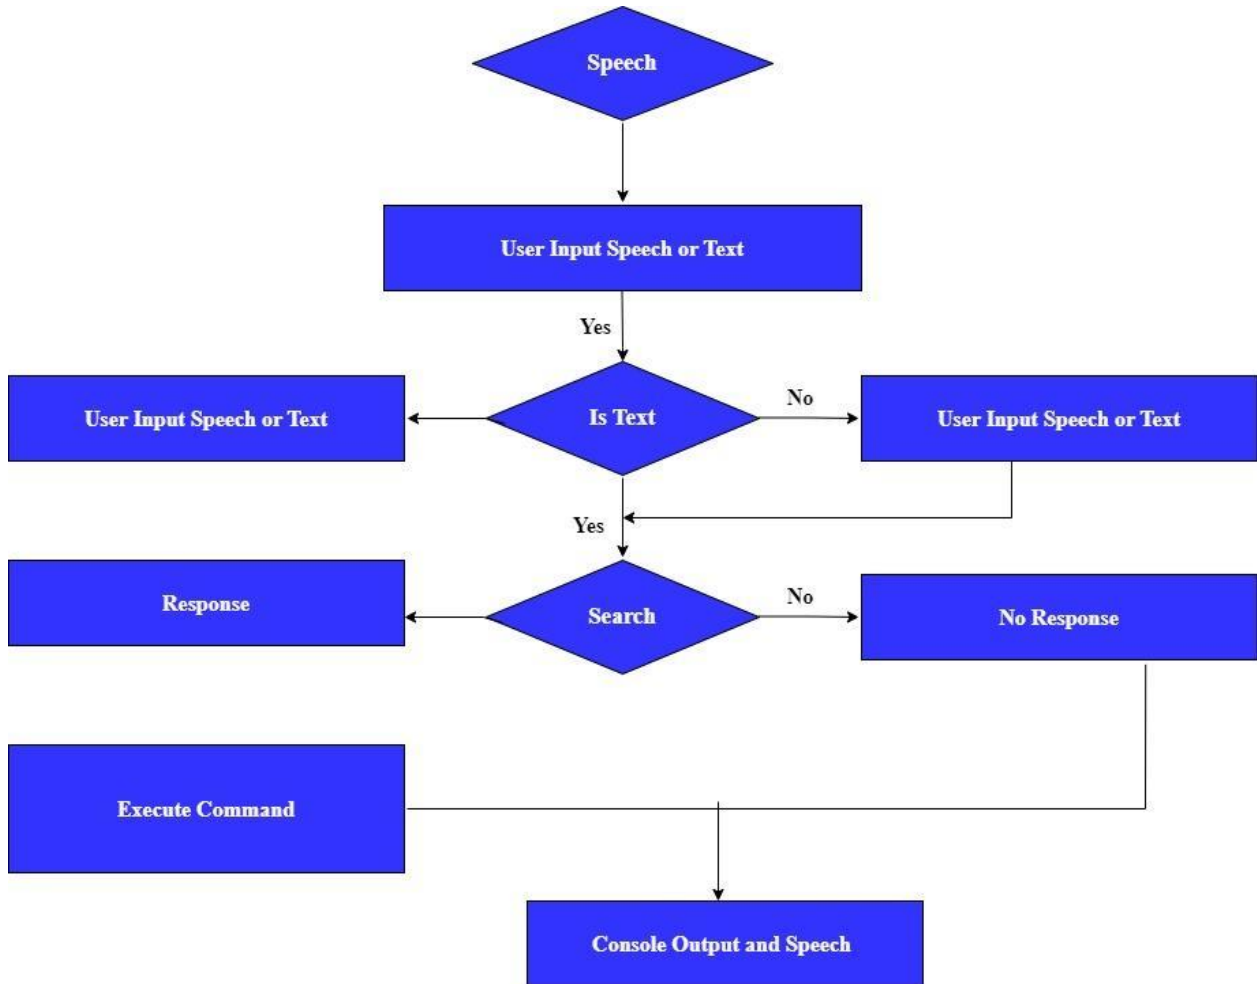 Speech
User Input Speech or Text
Yes
User Input Speech or Text
Is Text
No
User Input Speech or Text
Yes
Response
Search
No
No Response
Execute Command
Console Output and Speech